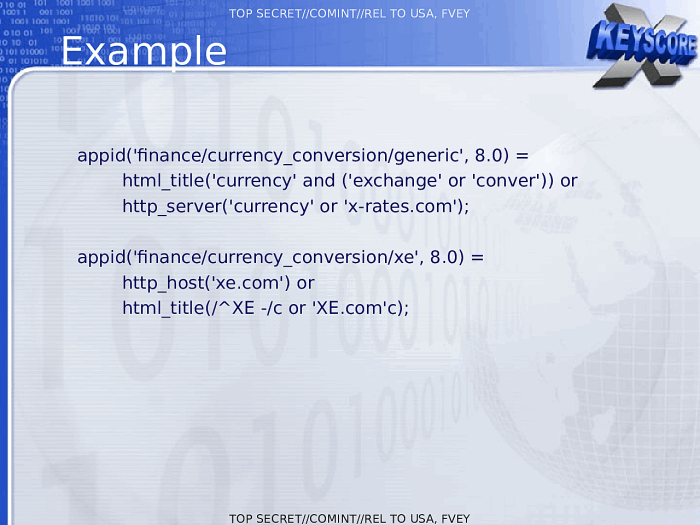 TOP SECRET//COMINT//REL TO USA, FVEY
Example
X
KEYSCORE
appid('finance/currency_conversion/generic', 8.0) =
html_title('currency' and ('exchange' or 'conver')) or
http_server('currency' or 'x-rates.com');
appid('finance/currency_conversion/xe', 8.0) =
http_host('xe.com') or
html_title(/^XE -/c or 'XE.com'c);
TOP SECRET//COMINT//REL TO USA, FVEY